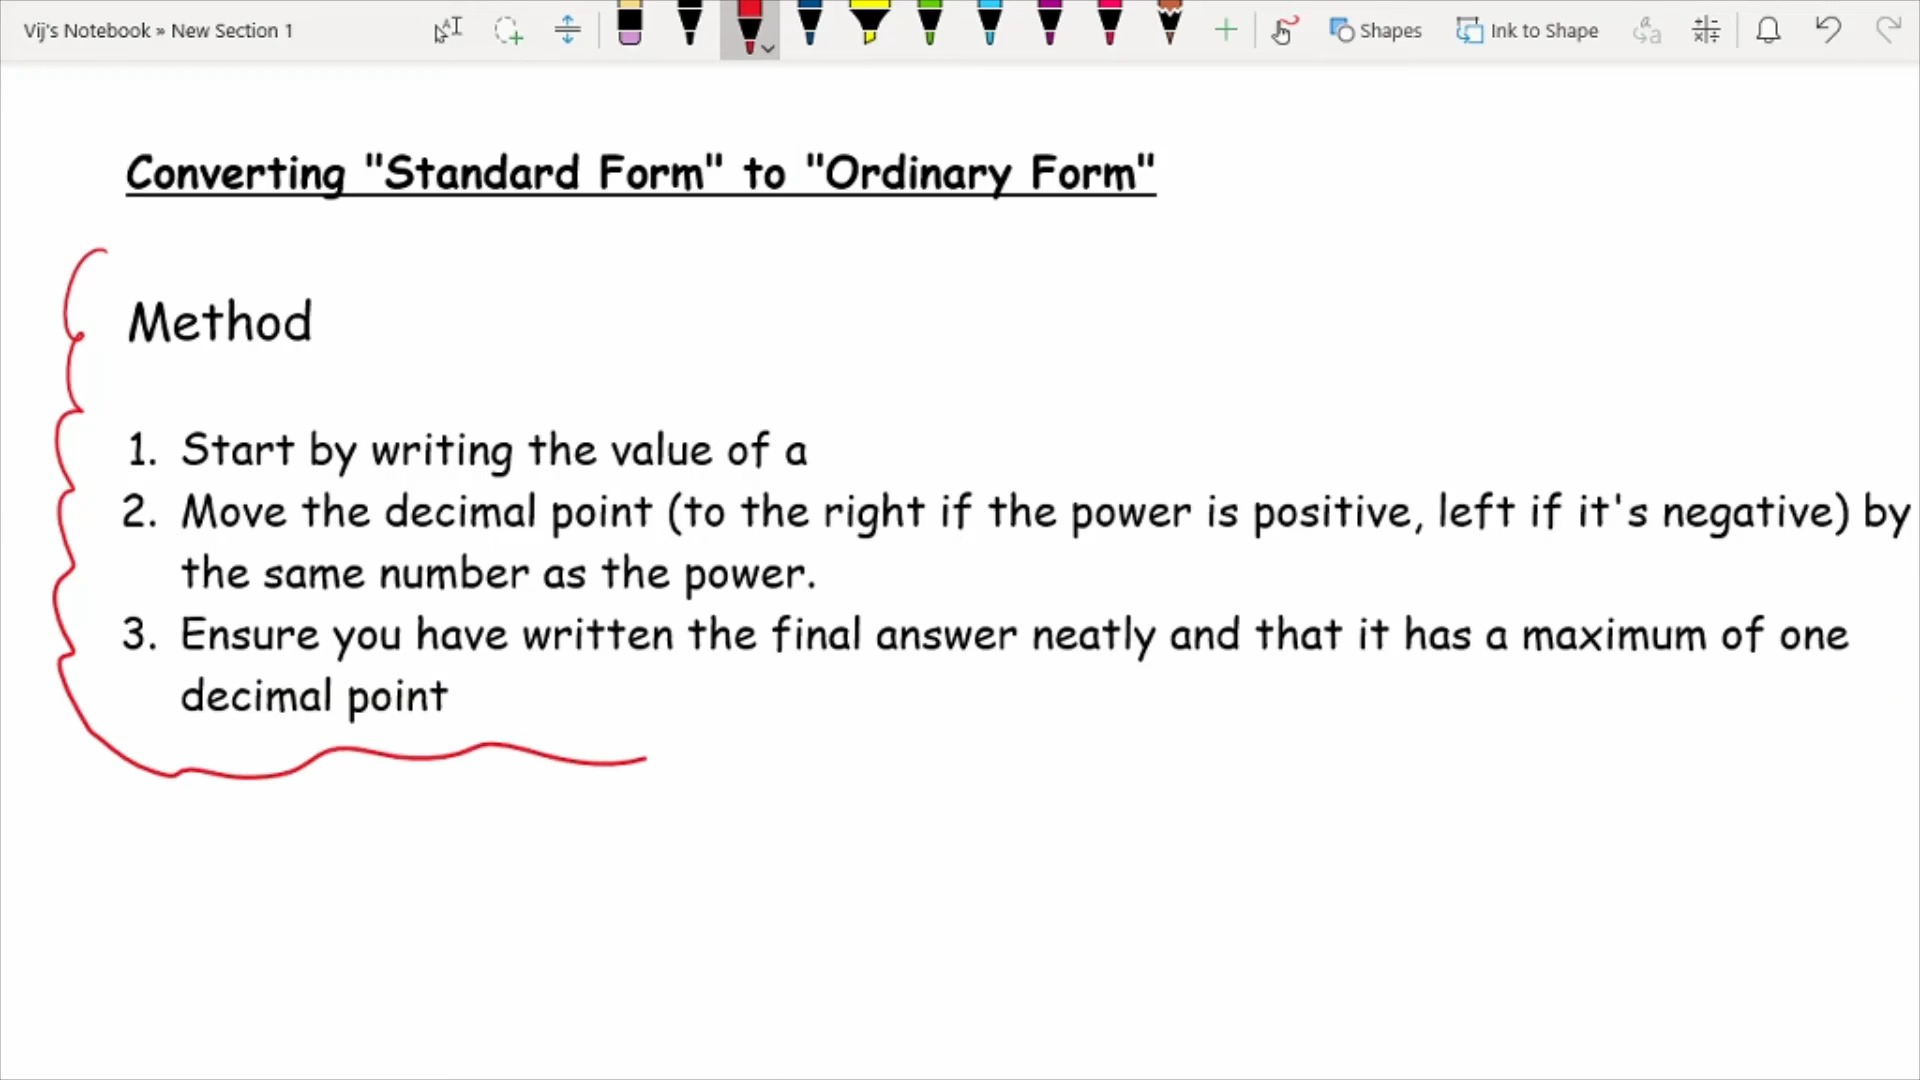 Vij's Notebook » New Section 1
Shapes
Ink to Shape
Converting "Standard Form" to "Ordinary Form"
Method
1. Start by writing the value of a
2. Move the decimal point (to the right if the power is positive, left if it's negative) by
the same number as the power.
3. Ensure you have written the final answer neatly and that it has a maximum of one
decimal point